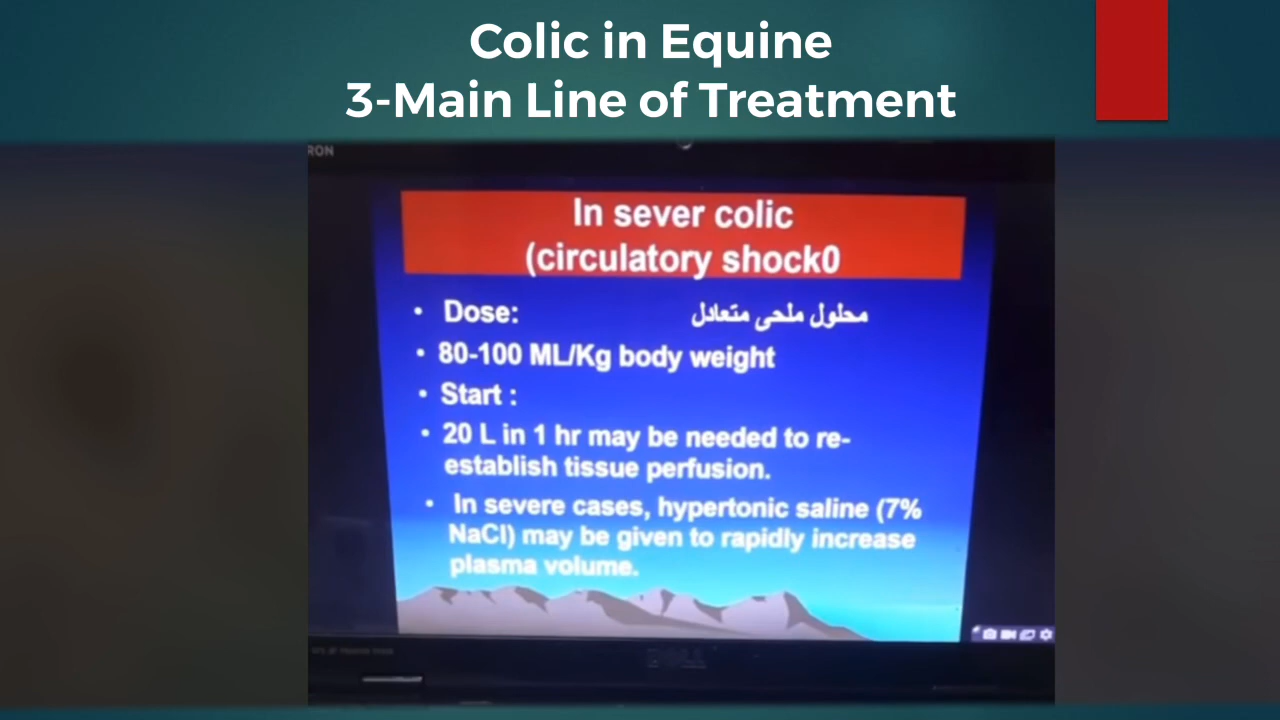 Colic in Equine
3-Main Line of Treatment
RON
In sever colic
(circulatory shock0
• Dose: محلول ملحى متعادل
• 80-100 ML/Kg body weight
• Start :
• 20 L in 1 hr may be needed to re-
establish tissue perfusion.
• In severe cases, hypertonic saline (7%
NaCl) may be given to rapidly increase
plasma volume.
DELL